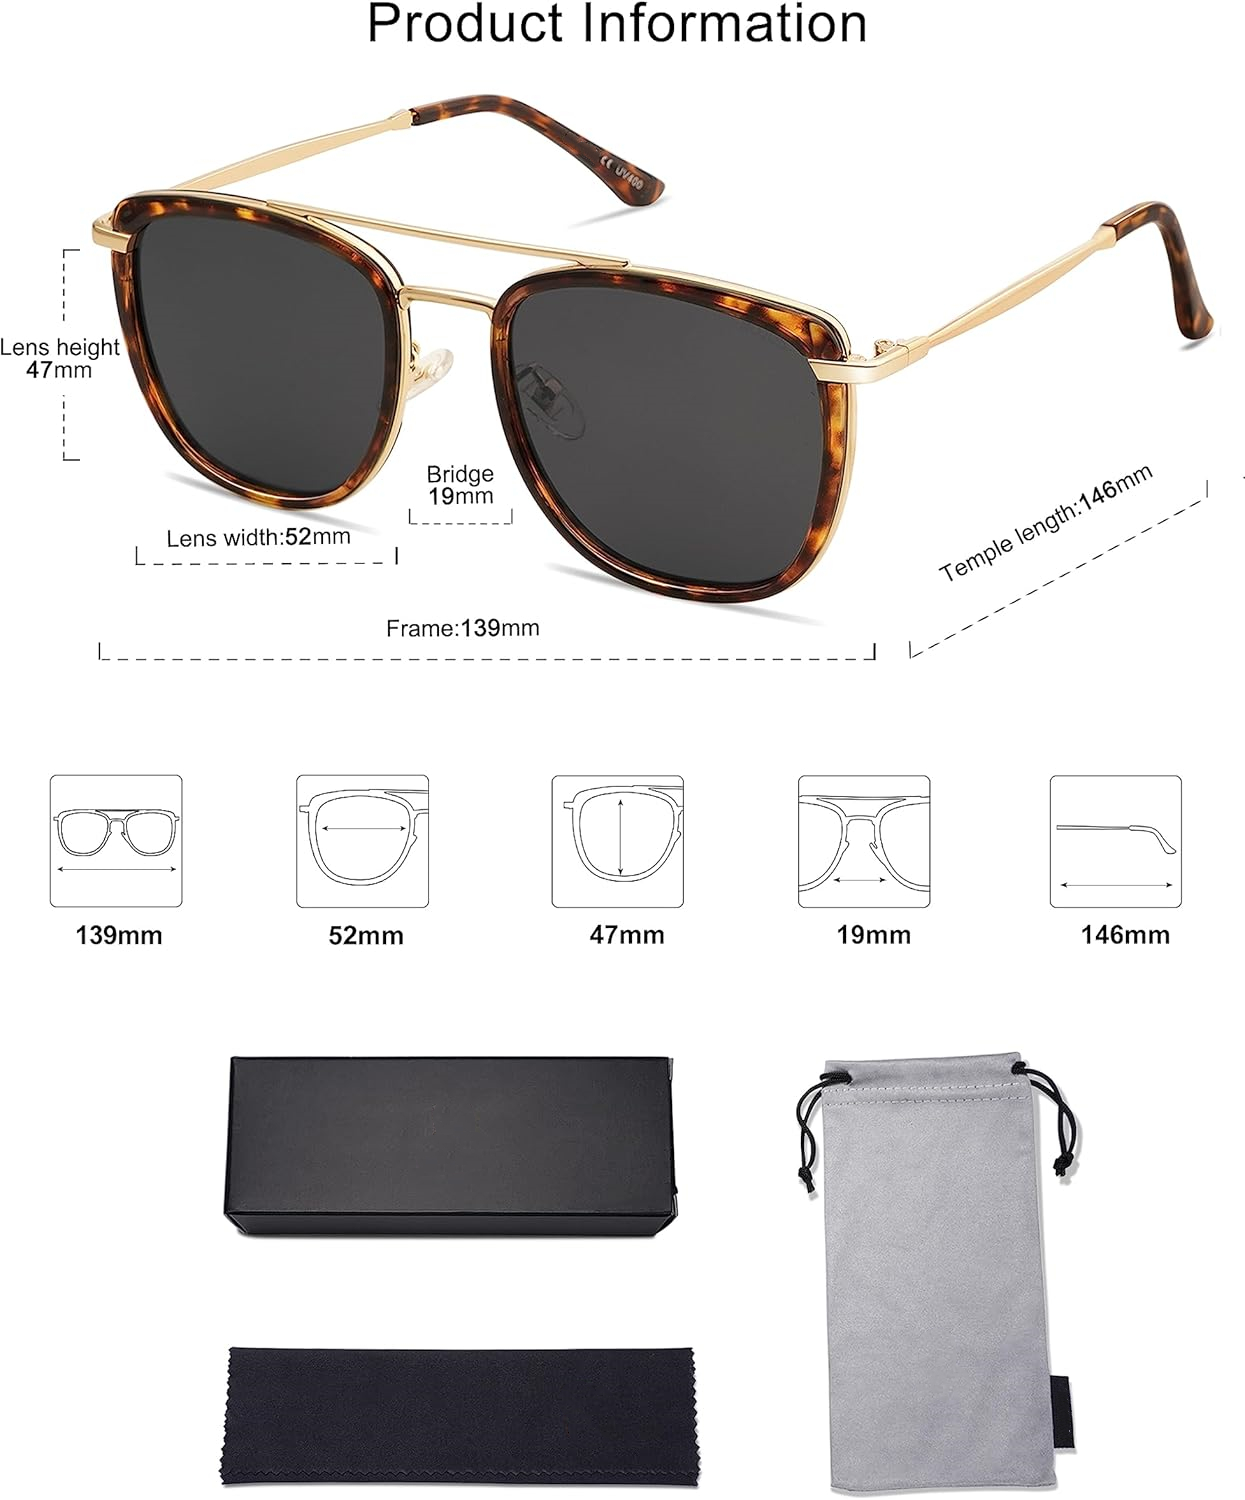 Product Information
CE UV400
Lens height
47mm
Bridge
19mm
Lens width:52mm
Temple length:146mm
Frame:139mm
139mm
52mm
47mm
19mm
146mm